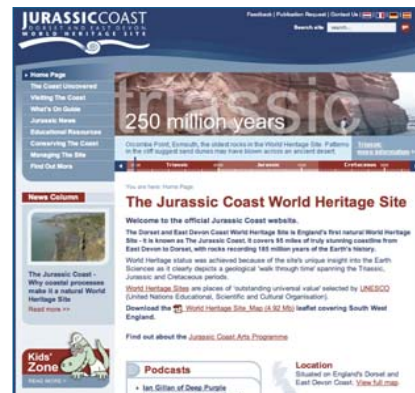 JURASSICCOAST
DORSET AND EAST DEVON
WORLD HERITAGE SITE
Feedback | Publication Request | Contact Us |
Search site
search...
Home Page
The Coast Uncovered
Visiting The Coast
What's On Guide
Jurassic News
Educational Resources
Conserving The Coast
Managing The Site
Find Out More
triassic
250 million years
Orcombe Point, Exmouth, the oldest rocks in the World Heritage Site. Patterns
in the cliff suggest sand dunes may have blown across an ancient desert.
Triassic
more information
Triassic
Jurassic
Cretaceous
You are here: Home Page
News Column
The Jurassic Coast -
Why coastal processes
make it a natural World
Heritage Site
Read more >>
Kids'
Zone
READ MORE >
The Jurassic Coast World Heritage Site
Welcome to the official Jurassic Coast website.
The Dorset and East Devon Coast World Heritage Site is England's first natural World Heritage
Site - it is known as The Jurassic Coast. It covers 95 miles of truly stunning coastline from
East Devon to Dorset, with rocks recording 185 million years of the Earth's history.
World Heritage status was achieved because of the site's unique insight into the Earth
Sciences as it clearly depicts a geological 'walk through time' spanning the Triassic,
Jurassic and Cretaceous periods.
World Heritage Sites are places of 'outstanding universal value' selected by UNESCO
(United Nations Educational, Scientific and Cultural Organisation).
Download the World Heritage Site_Map (4.92 Mb) leaflet covering South West
England.
Find out about the Jurassic Coast Arts Programme
Podcasts
Ian Gillan of Deep Purple
Location
Situated on England's Dorset and
East Devon Coast. View full map